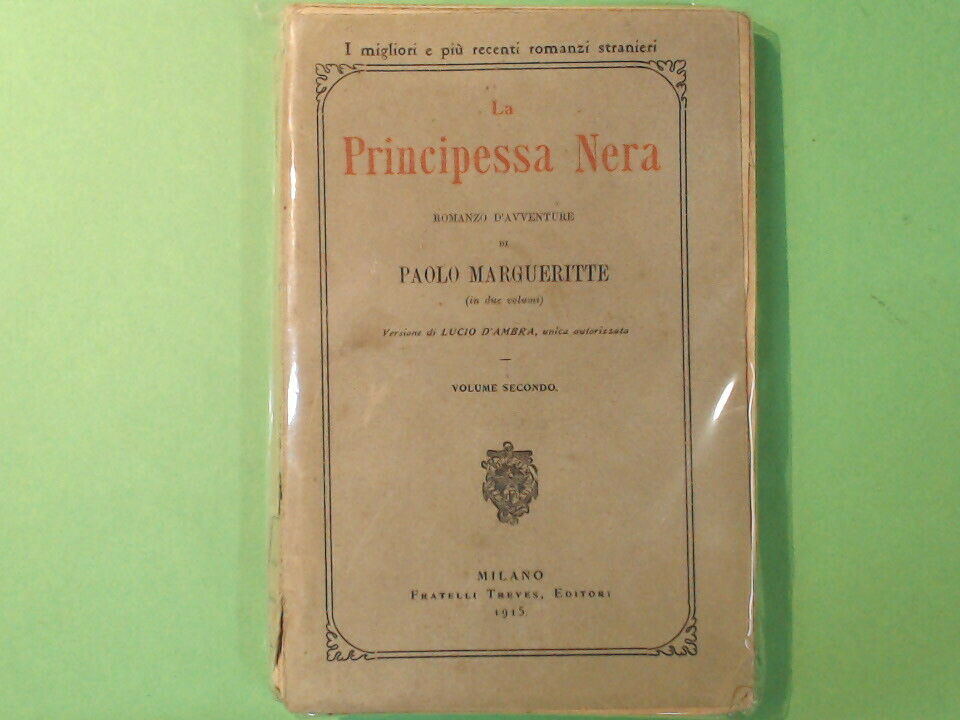 I migliori e più recenti romanzi stranieri
La
Principessa Nera
ROMANZO D'AVVENTURE
DI
PAOLO MARGUERITTE
(in due volumi)
Versione di LUCIO D'AMBRA, unica autorizzata
—
VOLUME SECONDO.
MILANO
FRATELLI TREVES, EDITORI
1915.